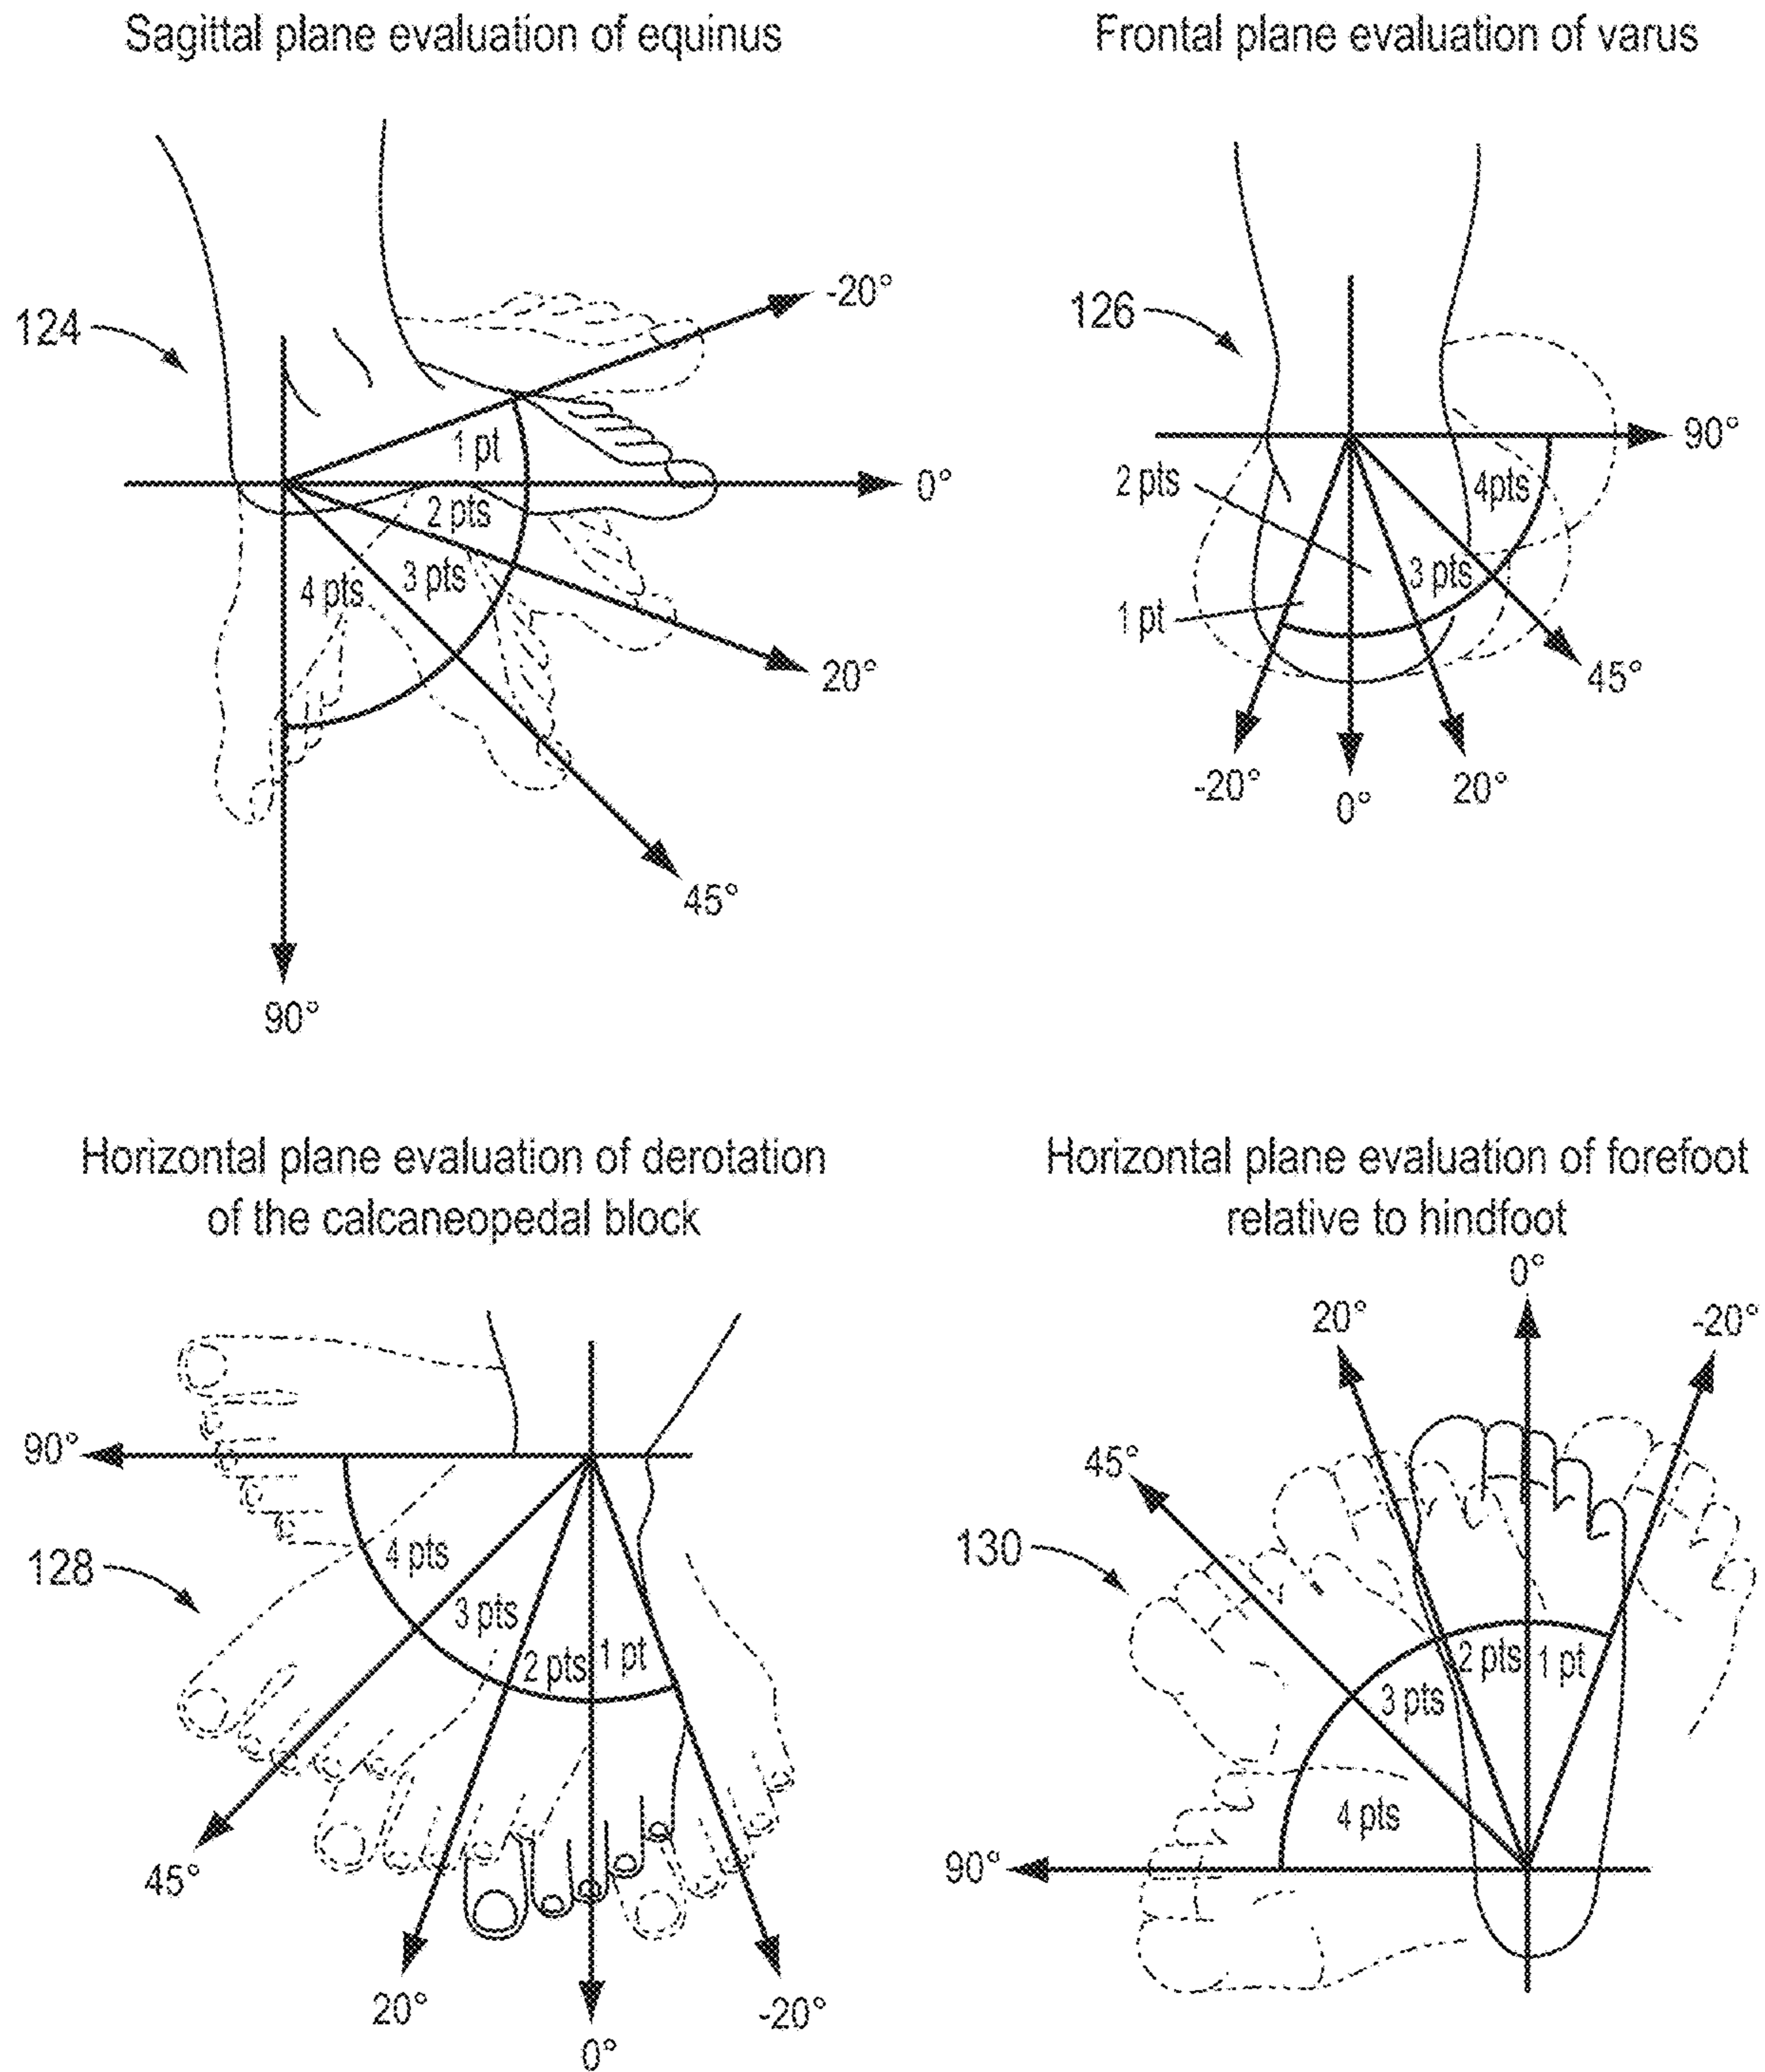 Sagittal plane evaluation of equinus
124
-20°
1 pt
0°
2 pts
3 pts
4 pts
20°
45°
90°
Frontal plane evaluation of varus
126
90°
2 pts
4pts
3 pts
1 pt
45°
-20°
20°
0°
Horizontal plane evaluation of derotation
of the calcaneopedal block
90°
4 pts
128
3 pts
2 pts
1 pt
45°
20°
-20°
0°
Horizontal plane evaluation of forefoot
relative to hindfoot
0°
20°
-20°
45°
130
2 pts
1 pt
3 pts
4 pts
90°